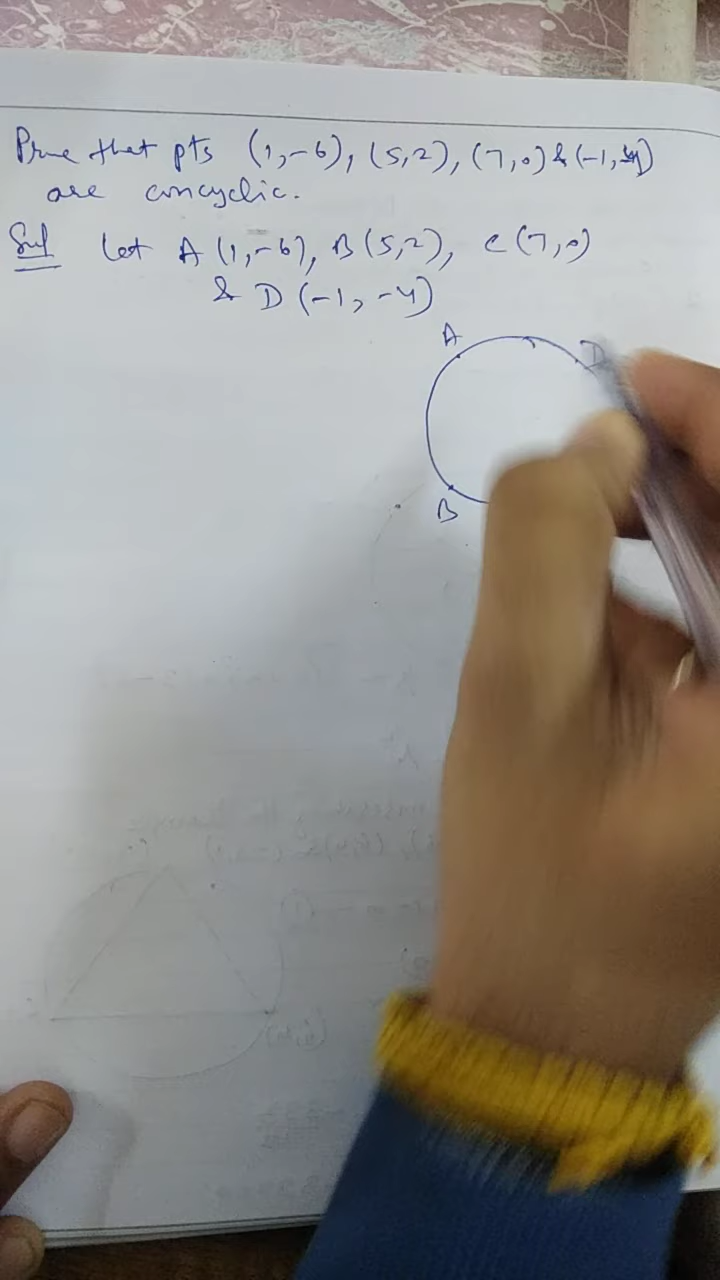 Prove that pts (1,-6), (5,2), (7,0) & (-1,-4)
are concyclic.
Sol Let A (1,-6), B (5,2), C (7,0)
& D (-1,-4)
A
D
B